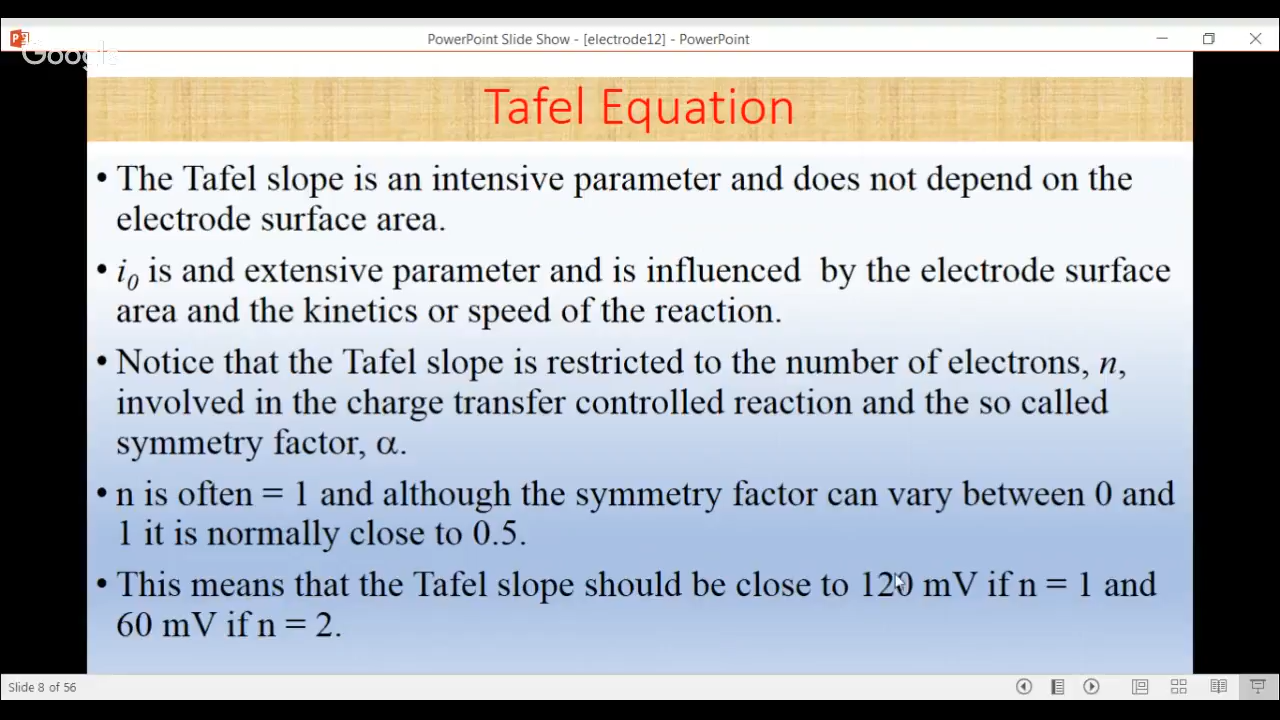 PowerPoint Slide Show - [electrode12] - PowerPoint
Google
Tafel Equation
• The Tafel slope is an intensive parameter and does not depend on the
electrode surface area.
• i0 is and extensive parameter and is influenced by the electrode surface
area and the kinetics or speed of the reaction.
• Notice that the Tafel slope is restricted to the number of electrons, n,
involved in the charge transfer controlled reaction and the so called
symmetry factor, α.
• n is often = 1 and although the symmetry factor can vary between 0 and
1 it is normally close to 0.5.
• This means that the Tafel slope should be close to 120 mV if n = 1 and
60 mV if n = 2.
Slide 8 of 56